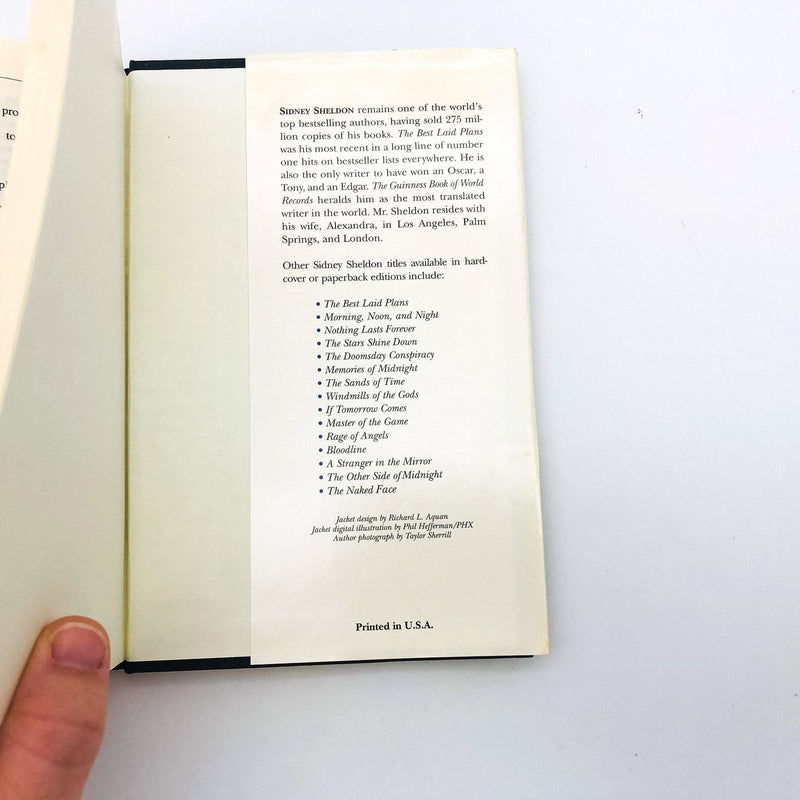 pro
to
SIDNEY SHELDON remains one of the world's
top bestselling authors, having sold 275 mil-
lion copies of his books. The Best Laid Plans
was his most recent in a long line of number
one hits on bestseller lists everywhere. He is
also the only writer to have won an Oscar, a
Tony, and an Edgar. The Guinness Book of World
Records heralds him as the most translated
writer in the world. Mr. Sheldon resides with
his wife, Alexandra, in Los Angeles, Palm
Springs, and London.
Other Sidney Sheldon titles available in hard-
cover or paperback editions include:
• The Best Laid Plans
• Morning, Noon, and Night
• Nothing Lasts Forever
• The Stars Shine Down
• The Doomsday Conspiracy
• Memories of Midnight
• The Sands of Time
• Windmills of the Gods
• If Tomorrow Comes
• Master of the Game
• Rage of Angels
• Bloodline
• A Stranger in the Mirror
• The Other Side of Midnight
• The Naked Face
Jacket design by Richard L. Aquan
Jacket digital illustration by Phil Heffernan/PHX
Author photograph by Taylor Sherrill
Printed in U.S.A.